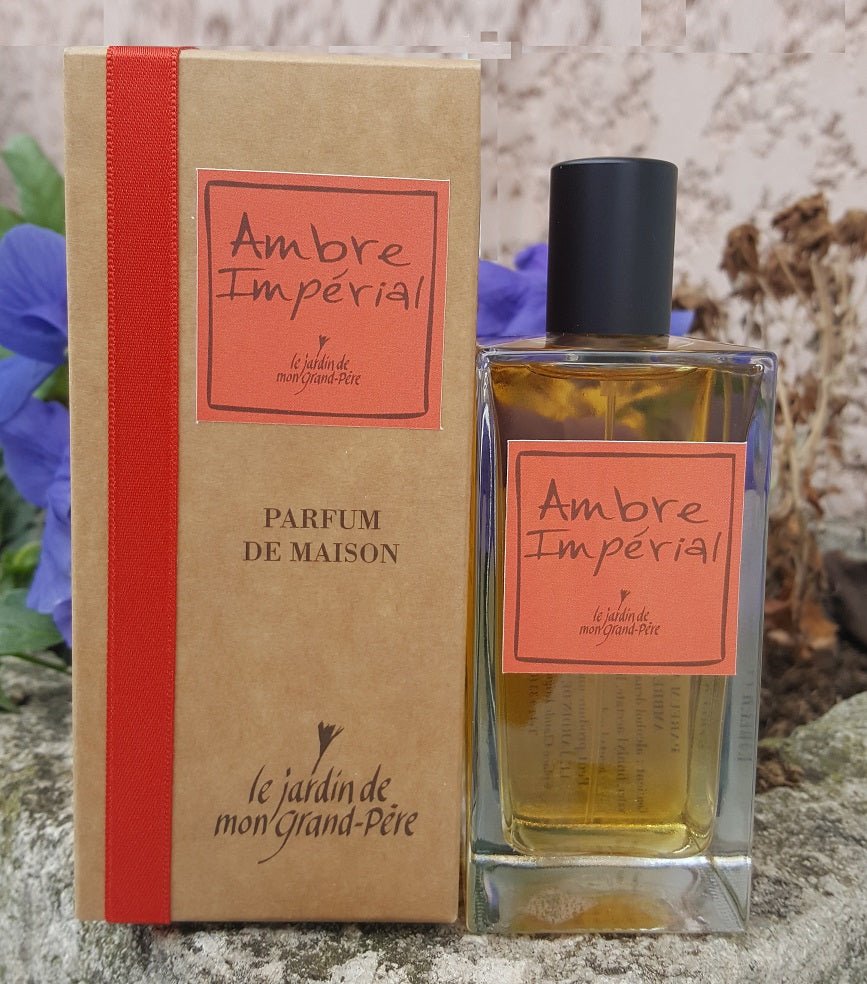 Ambre
Impérial
le jardin de
mon Grand-Père
PARFUM
DE MAISON
le jardin de
mon Grand-Père
Ambre
Impérial
le jardin de
mon Grand-Père